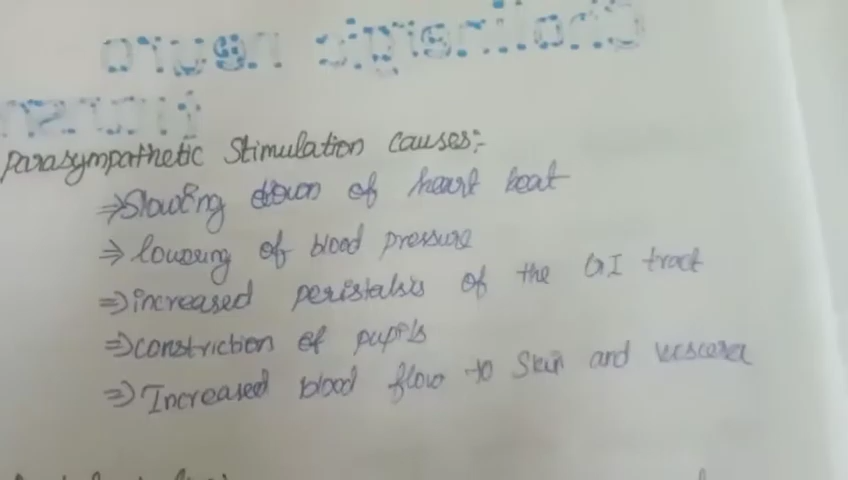 Parasympathetic Stimulation causes:-
⇒ Slowing down of heart beat
⇒ lowering of blood pressure
⇒ increased peristalsis of the GI tract
⇒ constriction of pupils
⇒ Increased blood flow to Skin and viscera